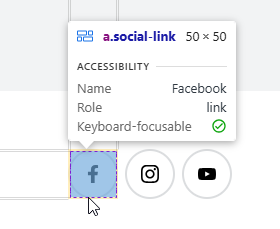 a.social-link 50 × 50
ACCESSIBILITY
Name Facebook
Role link
Keyboard-focusable